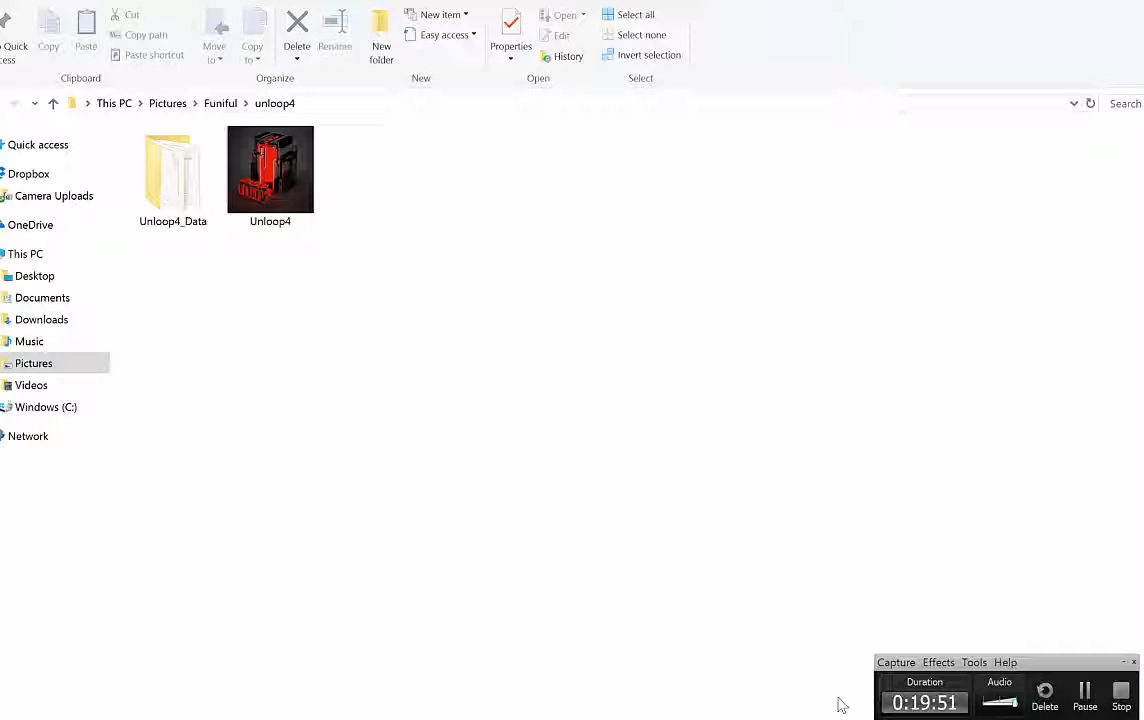 Cut
New item
Open
Select all
Quick
Copy
Paste
Copy path
Move
Copy
Delete
Rename
New
Easy access
Properties
Edit
Select none
Paste shortcut
to
to
folder
History
Invert selection
Clipboard
Organize
New
Open
Select
This PC
Pictures
Funiful
unloop4
Search
Quick access
Dropbox
Camera Uploads
OneDrive
This PC
Desktop
Documents
Downloads
Music
Pictures
Videos
Windows (C:)
Network
Unloop4_Data
Unloop4
Capture Effects Tools Help
Duration
Audio
0:19:51
Delete
Pause
Stop